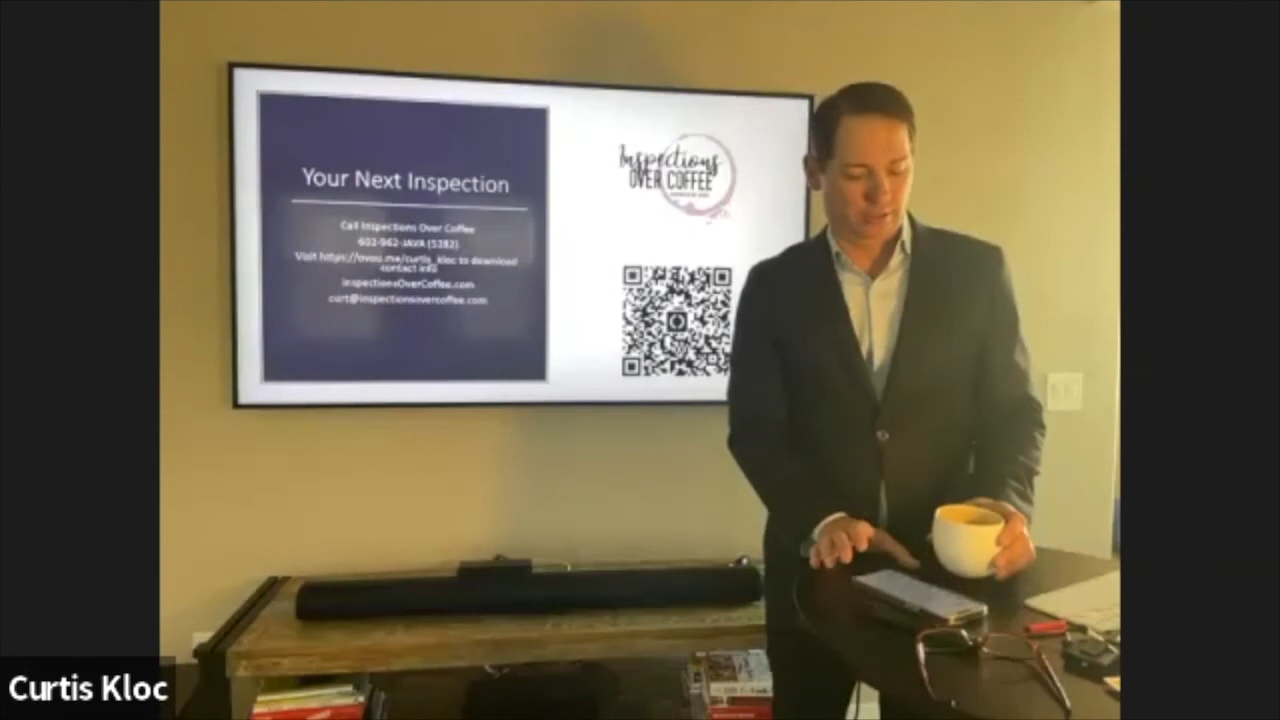 Your Next Inspection
Call Inspections Over Coffee
602-962-JAVA (5282)
Visit https://ovou.me/curtis_kloc to download
contact info
InspectionsOverCoffee.com
curt@inspectionsovercoffee.com
Inspections
OVER COFFEE
Curtis Kloc